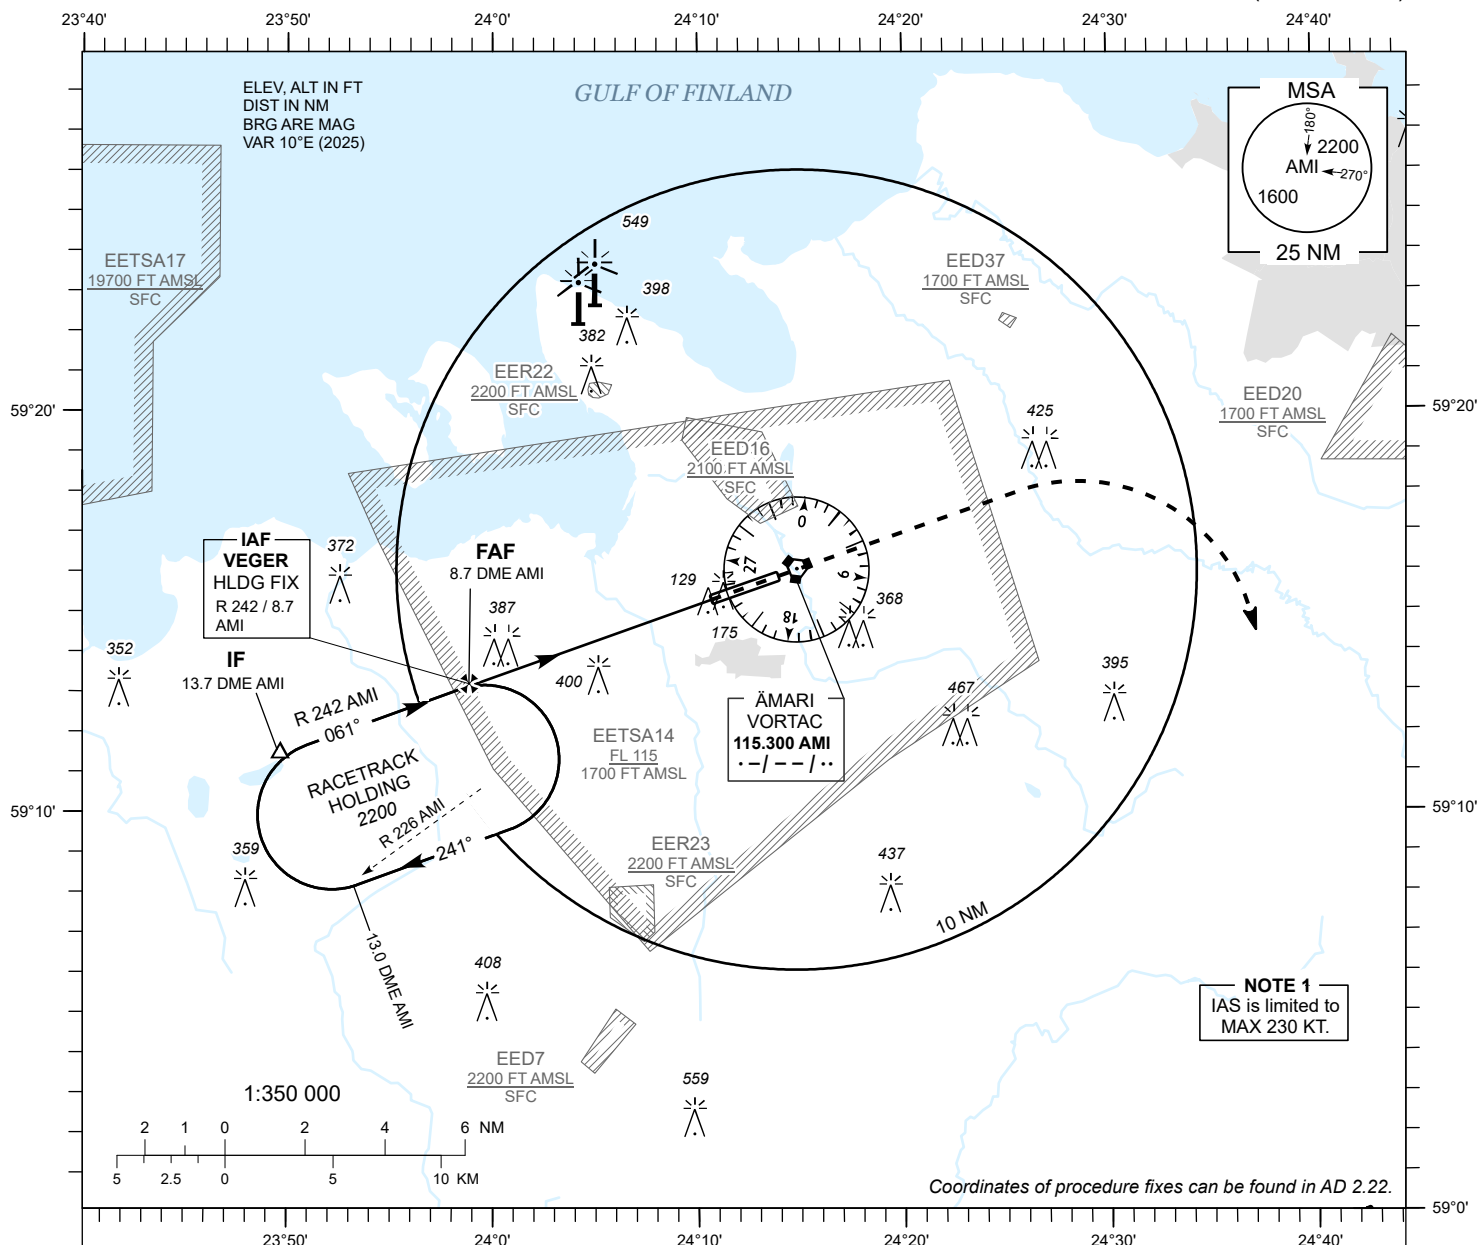 23°40'
23°50'
24°0'
24°10'
24°20'
24°30'
24°40'
ELEV, ALT IN FT
DIST IN NM
BRG ARE MAG
VAR 10°E (2025)
GULF OF FINLAND
MSA
180°
2200
AMI
270°
1600
25 NM
EETSA17
19700 FT AMSL
SFC
549
398
382
EED37
1700 FT AMSL
SFC
EER22
2200 FT AMSL
SFC
EED20
1700 FT AMSL
SFC
59°20'
59°20'
425
EED16
2100 FT AMSL
SFC
0
9
18
27
IAF
VEGER
HLDG FIX
R 242 / 8.7
AMI
372
FAF
8.7 DME AMI
387
129
175
368
352
IF
13.7 DME AMI
400
395
467
R 242 AMI
061°
ÄMARI
VORTAC
115.300 AMI
EETSA14
FL 115
1700 FT AMSL
RACETRACK
HOLDING
2200
R 226 AMI
241°
59°10'
59°10'
359
EER23
2200 FT AMSL
SFC
437
10 NM
13.0 DME AMI
408
NOTE 1
IAS is limited to
MAX 230 KT.
EED7
2200 FT AMSL
SFC
559
1:350 000
2 1 0 2 4 6 NM
5 2.5 0 5 10 KM
Coordinates of procedure fixes can be found in AD 2.22.
59°0'
23°50'
24°0'
24°10'
24°20'
24°30'
24°40'